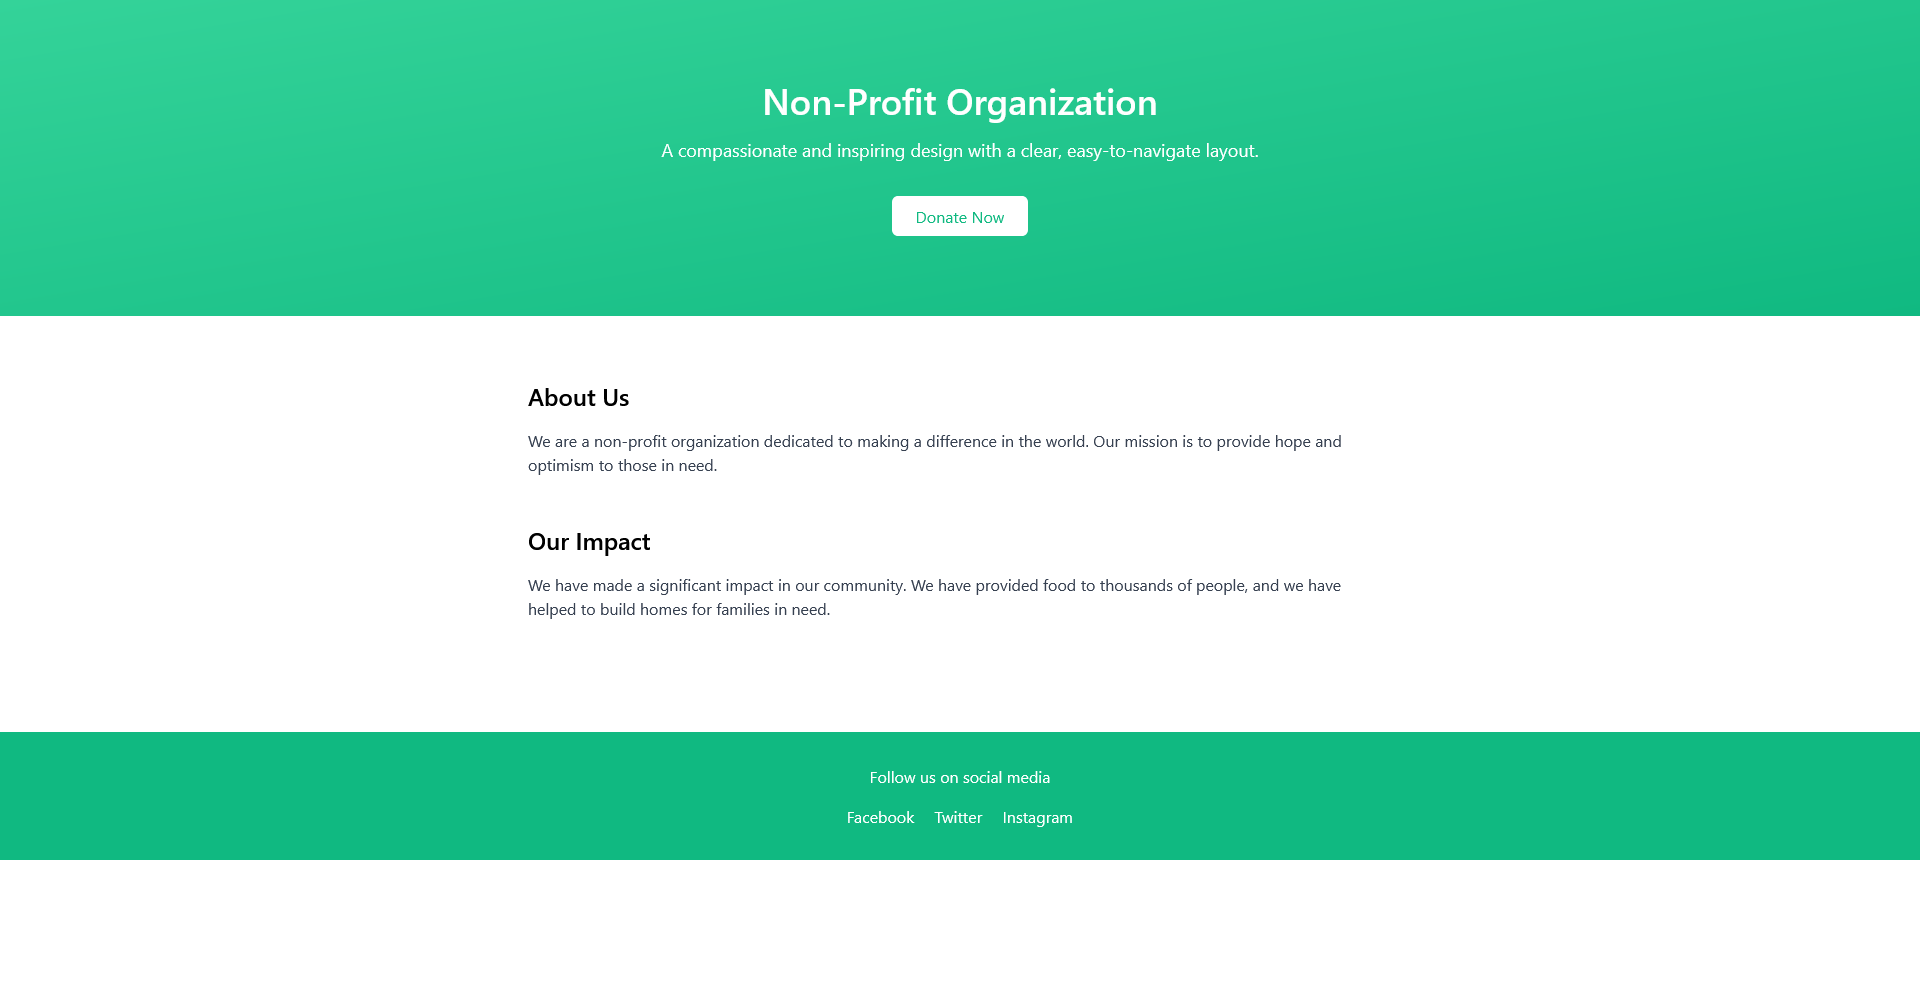 Non-Profit Organization
A compassionate and inspiring design with a clear, easy-to-navigate layout.
Donate Now
About Us
We are a non-profit organization dedicated to making a difference in the world. Our mission is to provide hope and
optimism to those in need.
Our Impact
We have made a significant impact in our community. We have provided food to thousands of people, and we have
helped to build homes for families in need.
Follow us on social media
Facebook Twitter Instagram